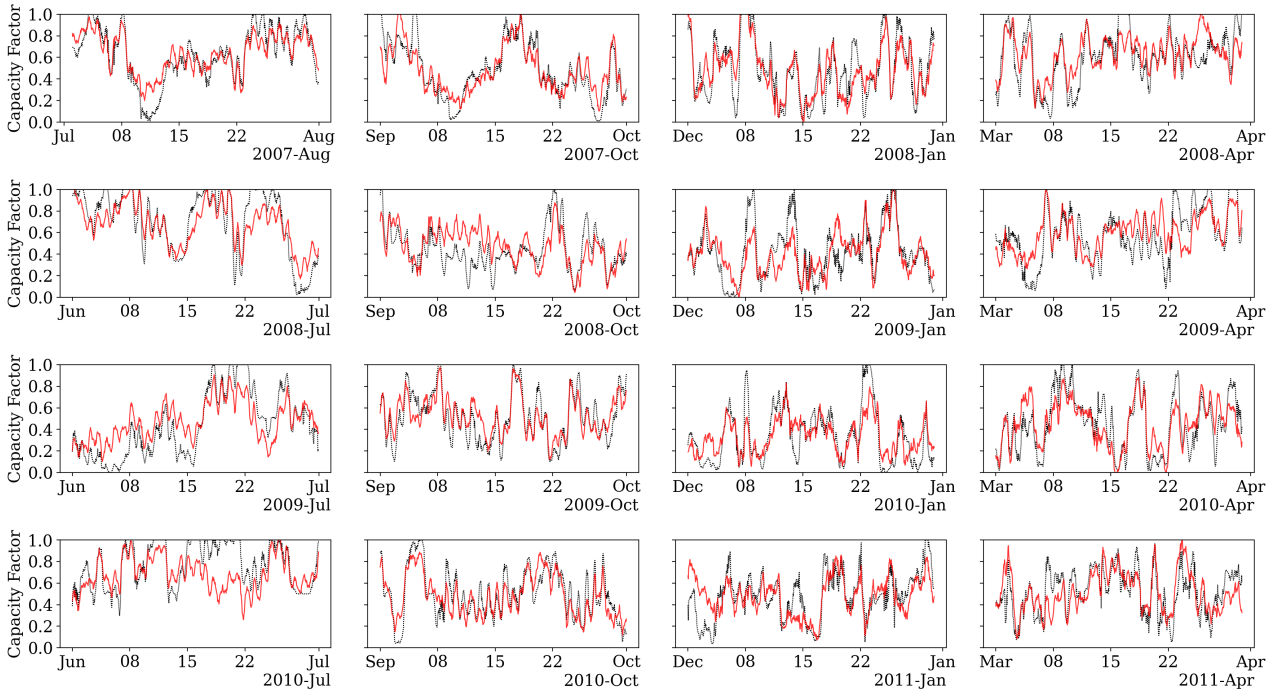 Capacity Factor
1.0
0.8
0.6
0.4
0.2
0.0
Jul 08 15 22 Aug
2007-Aug
Sep 08 15 22 Oct
2007-Oct
Dec 08 15 22 Jan
2008-Jan
Mar 08 15 22 Apr
2008-Apr
Capacity Factor
1.0
0.8
0.6
0.4
0.2
0.0
Jun 08 15 22 Jul
2008-Jul
Sep 08 15 22 Oct
2008-Oct
Dec 08 15 22 Jan
2009-Jan
Mar 08 15 22 Apr
2009-Apr
Capacity Factor
1.0
0.8
0.6
0.4
0.2
0.0
Jun 08 15 22 Jul
2009-Jul
Sep 08 15 22 Oct
2009-Oct
Dec 08 15 22 Jan
2010-Jan
Mar 08 15 22 Apr
2010-Apr
Capacity Factor
1.0
0.8
0.6
0.4
0.2
0.0
Jun 08 15 22 Jul
2010-Jul
Sep 08 15 22 Oct
2010-Oct
Dec 08 15 22 Jan
2011-Jan
Mar 08 15 22 Apr
2011-Apr